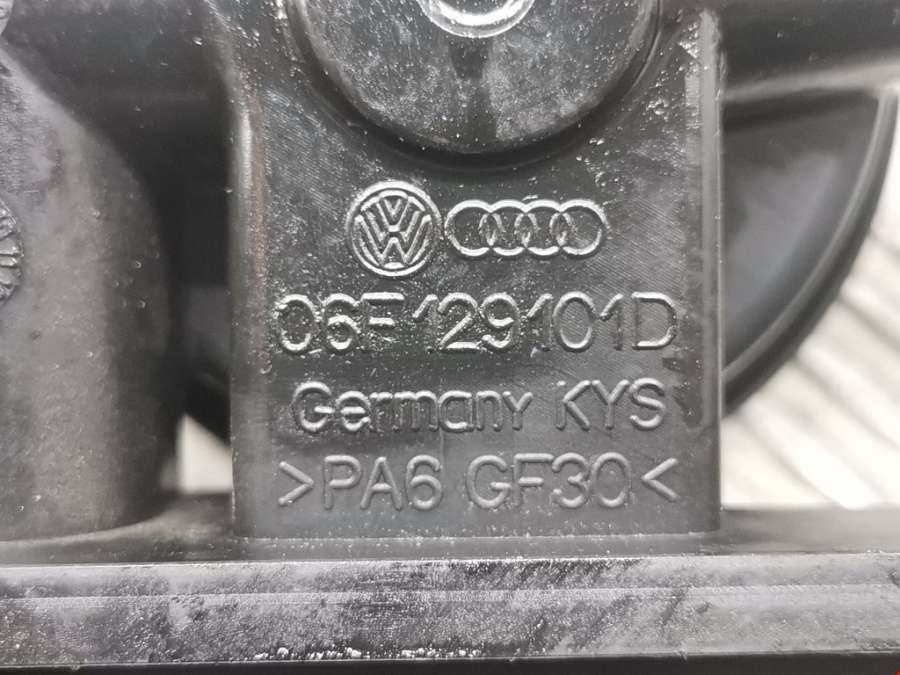 06F129101D
Germany KYS
>PA6 GF30<